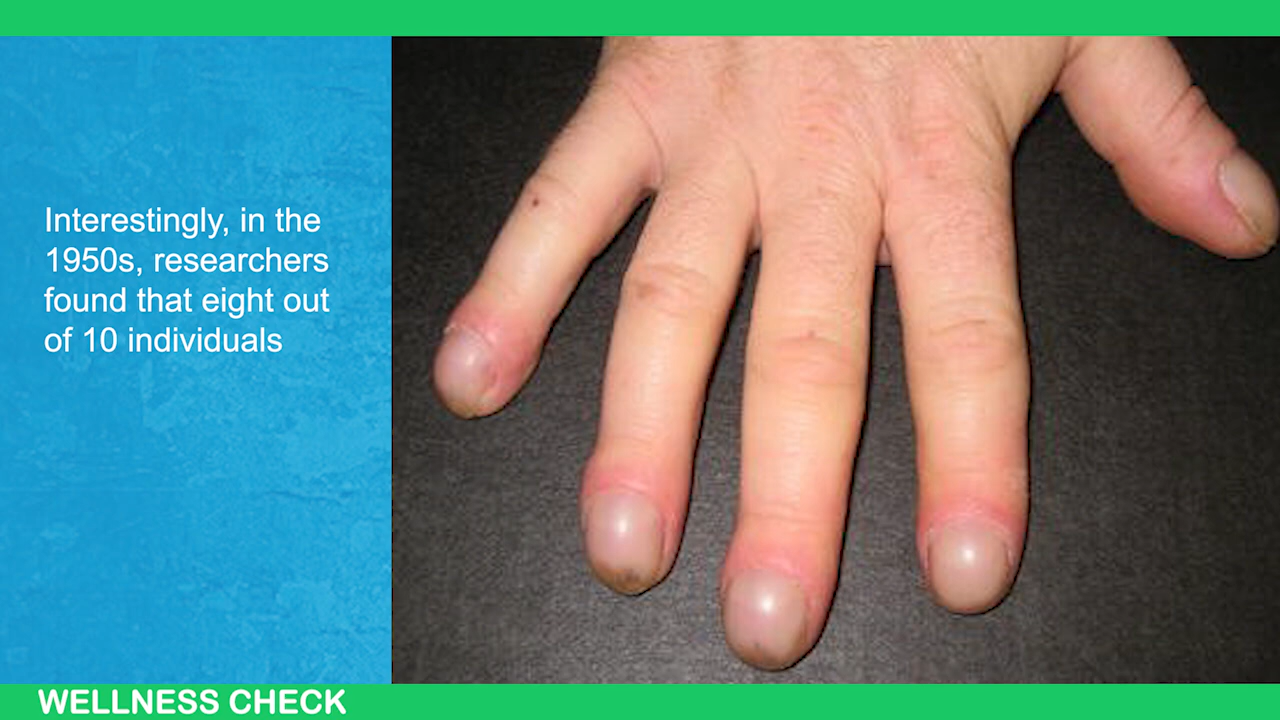 Interestingly, in the
1950s, researchers
found that eight out
of 10 individuals
WELLNESS CHECK